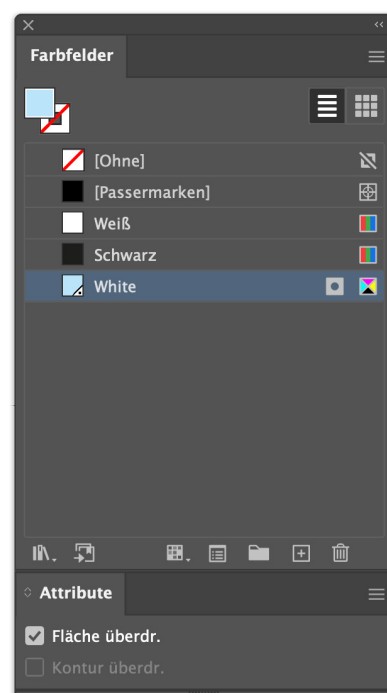 Farbfelder
[Ohne]
[Passermarken]
Weiß
Schwarz
White
Attribute
Fläche überdr.
Kontur überdr.